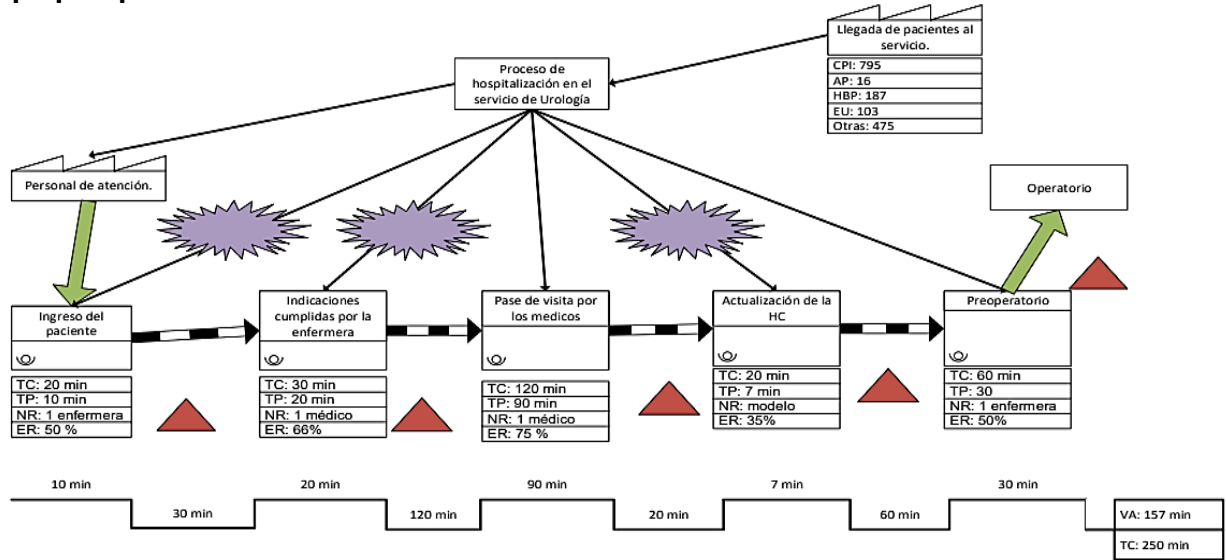 Llegada de pacientes al
servicio.
CPI: 795
AP: 16
HBP: 187
EU: 103
Otras: 475
Proceso de
hospitalización en el
servicio de Urología
Personal de atención.
Operatorio
Ingreso del
paciente
TC: 20 min
TP: 10 min
NR: 1 enfermera
ER: 50 %
Indicaciones
cumplidas por la
enfermera
TC: 30 min
TP: 20 min
NR: 1 médico
ER: 66%
Pase de visita por
los medicos
TC: 120 min
TP: 90 min
NR: 1 médico
ER: 75 %
Actualización de la
HC
TC: 20 min
TP: 7 min
NR: modelo
ER: 35%
Preoperatorio
TC: 60 min
TP: 30
NR: 1 enfermera
ER: 50%
10 min
30 min
20 min
120 min
90 min
20 min
7 min
60 min
30 min
VA: 157 min
TC: 250 min